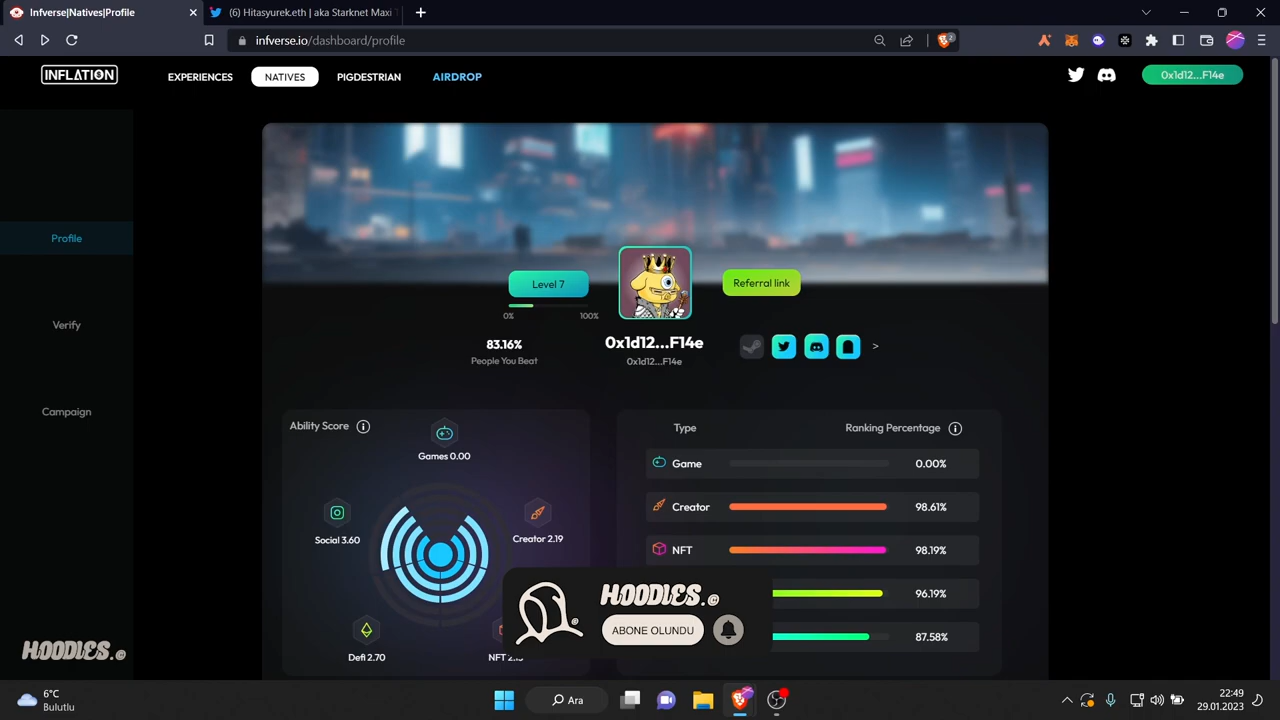 Infverse|Natives|Profile
(6) Hitasyurek.eth | aka Starknet Maxi
infverse.io/dashboard/profile
2
INFLATION
EXPERIENCES
NATIVES
PIGDESTRIAN
AIRDROP
0x1d12...F14e
Profile
Verify
Campaign
Level 7
0%
100%
Referral link
83.16%
People You Beat
0x1d12...F14e
0x1d12...F14e
>
Ability Score
Games 0.00
Social 3.60
Creator 2.19
Defi 2.70
Type
Ranking Percentage
Game
0.00%
Creator
98.61%
NFT
98.19%
96.19%
87.58%
HOODIES.@
ABONE OLUNDU
HOODIES.@
6°C
Bulutlu
Ara
22:49
29.01.2023